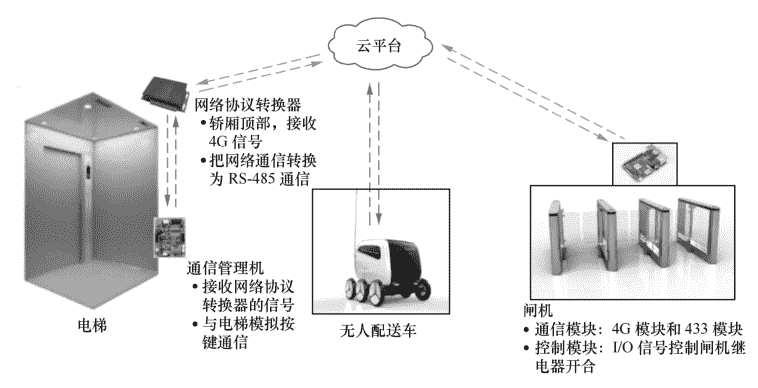 云平台
网络协议转换器
• 轿厢顶部，接收
4G 信号
• 把网络通信转换
为 RS-485 通信
通信管理机
• 接收网络协议
转换器的信号
• 与电梯模拟按
键通信
电梯
无人配送车
闸机
• 通信模块：4G 模块和 433 模块
• 控制模块：I/O 信号控制闸机继
电器开合